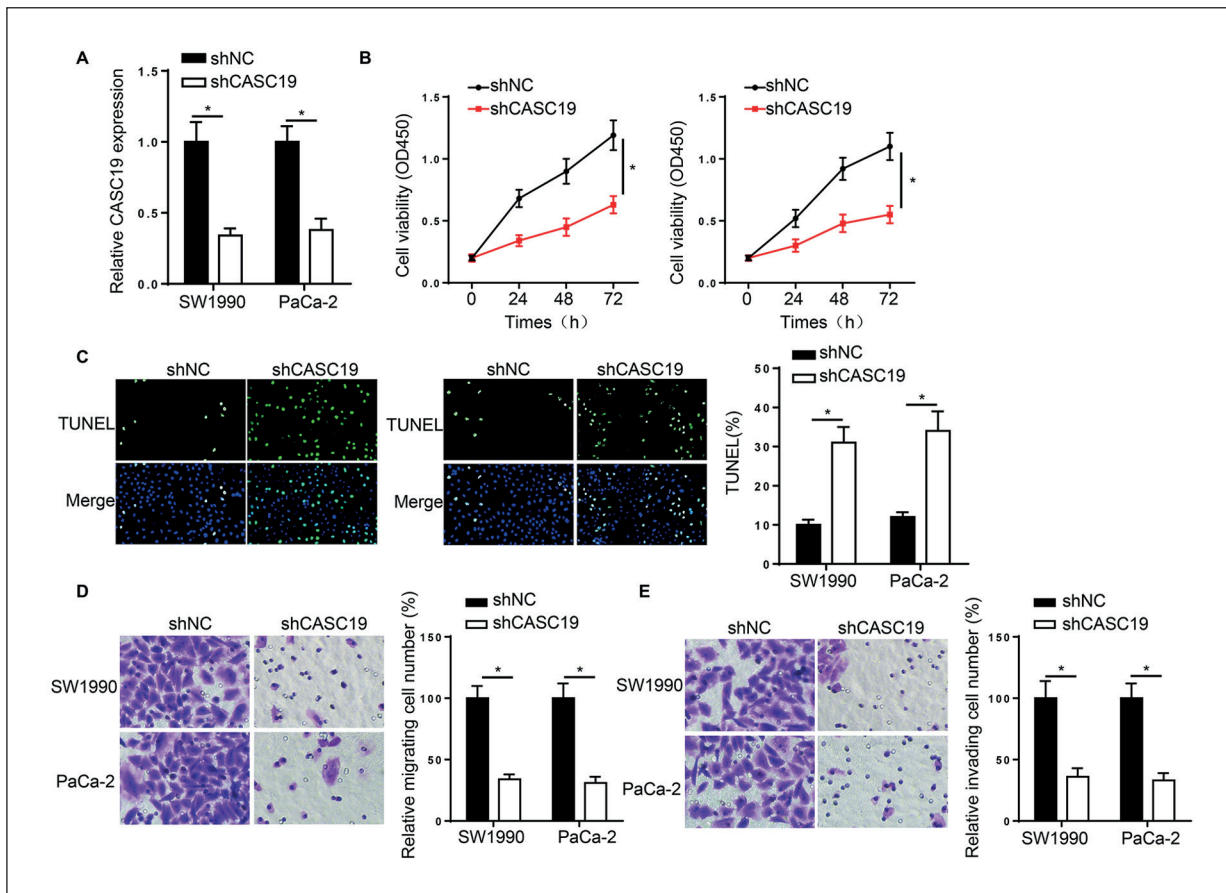 A
shNC
shCASC19
Relative CASC19 expression
1.5
1.0
0.5
0.0
*
*
SW1990
PaCa-2
B
shNC
shCASC19
Cell viability (OD450)
1.5
1.0
0.5
0.0
*
0
24
48
72
Times（h）
shNC
shCASC19
Cell viability (OD450)
1.5
1.0
0.5
0.0
*
0
24
48
72
Times（h）
C
shNC
shCASC19
TUNEL
Merge
shNC
shCASC19
TUNEL
Merge
shNC
shCASC19
TUNEL(%)
50
40
30
20
10
0
*
*
SW1990
PaCa-2
D
shNC
shCASC19
SW1990
PaCa-2
shNC
shCASC19
Relative migrating cell number (%)
150
100
50
0
*
*
SW1990
PaCa-2
E
shNC
shCASC19
SW1990
PaCa-2
shNC
shCASC19
Relative invading cell number (%)
150
100
50
0
*
*
SW1990
PaCa-2